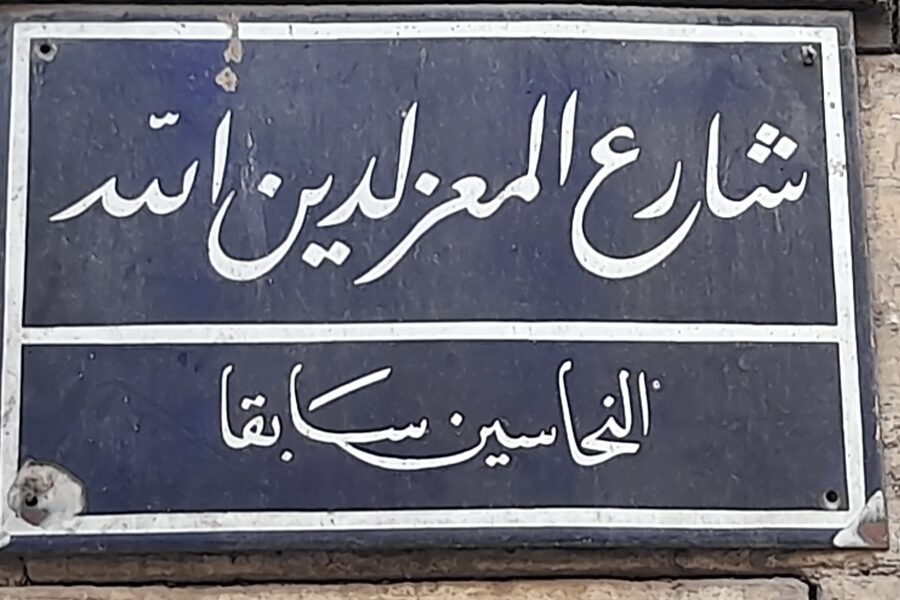 شارع المعز لدين الله
النحاسين سابقا